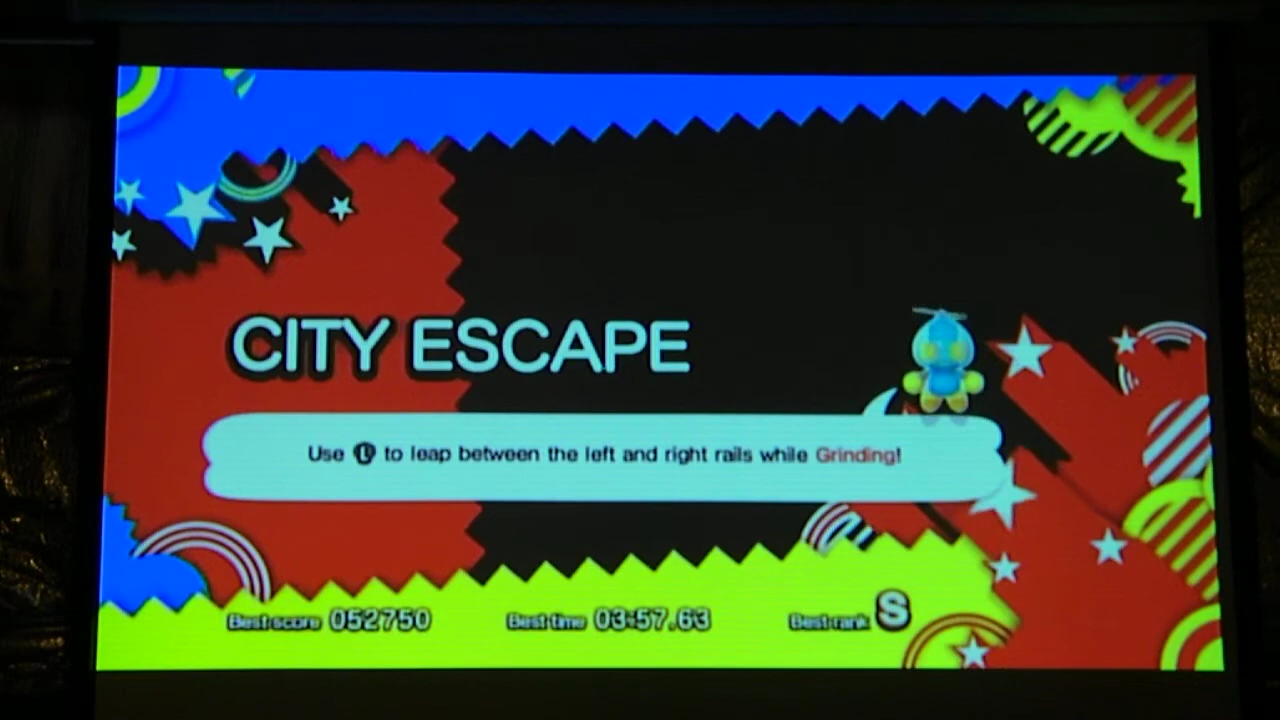 CITY ESCAPE
Use L to leap between the left and right rails while Grinding!
Best score 052750 Best time 03:57.63 Best rank S